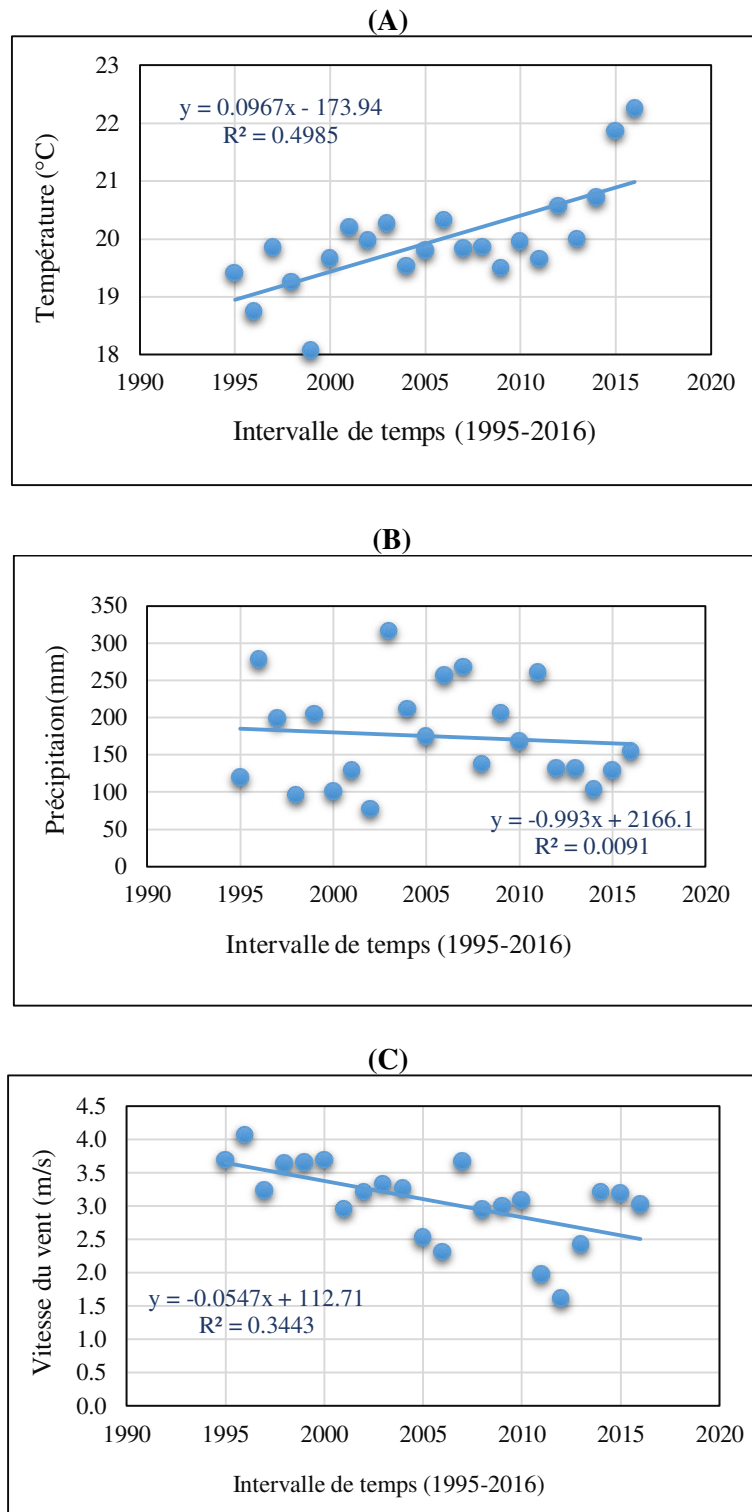 (A)
y = 0.0967x - 173.94
R² = 0.4985
Température (°C)
23
22
21
20
19
18
1990 1995 2000 2005 2010 2015 2020
Intervalle de temps (1995-2016)
(B)
Précipitaion(mm)
350
300
250
200
150
100
50
0
y = -0.993x + 2166.1
R² = 0.0091
1990 1995 2000 2005 2010 2015 2020
Intervalle de temps (1995-2016)
(C)
Vitesse du vent (m/s)
4.5
4.0
3.5
3.0
2.5
2.0
1.5
1.0
0.5
0.0
y = -0.0547x + 112.71
R² = 0.3443
1990 1995 2000 2005 2010 2015 2020
Intervalle de temps (1995-2016)